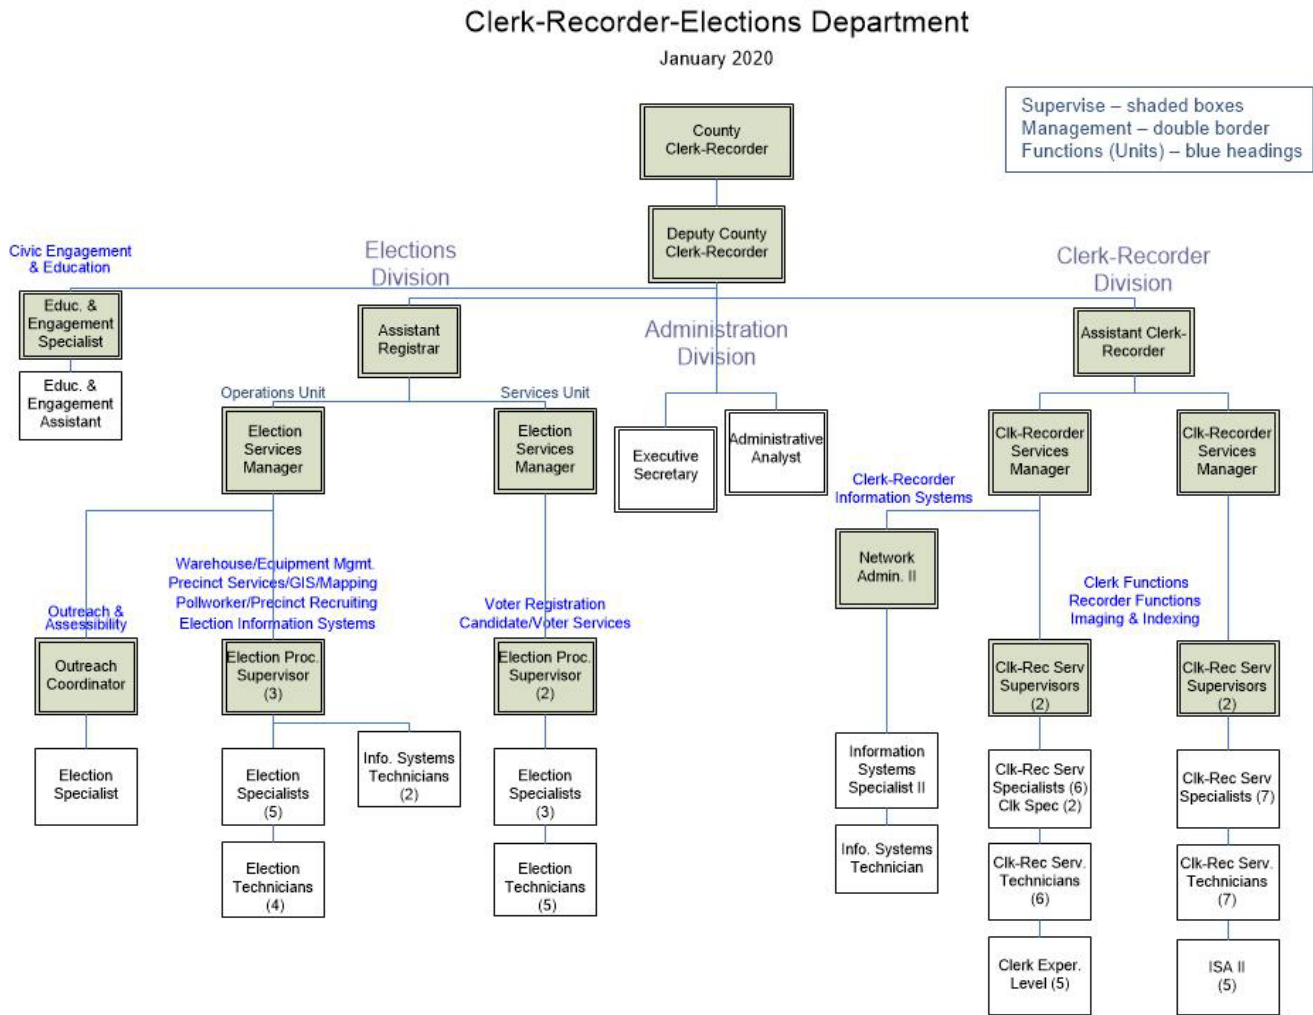 Clerk-Recorder-Elections Department
January 2020
Supervise – shaded boxes
Management – double border
Functions (Units) – blue headings
County
Clerk-Recorder
Deputy County
Clerk-Recorder
Civic Engagement
& Education
Elections
Division
Clerk-Recorder
Division
Educ. &
Engagement
Specialist
Assistant
Registrar
Administration
Division
Assistant Clerk-
Recorder
Educ. &
Engagement
Assistant
Operations Unit
Services Unit
Election
Services
Manager
Election
Services
Manager
Executive
Secretary
Administrative
Analyst
Clk-Recorder
Services
Manager
Clk-Recorder
Services
Manager
Clerk-Recorder
Information Systems
Network
Admin. II
Warehouse/Equipment Mgmt.
Precinct Services/GIS/Mapping
Pollworker/Precinct Recruiting
Election Information Systems
Outreach &
Assessibility
Voter Registration
Candidate/Voter Services
Clerk Functions
Recorder Functions
Imaging & Indexing
Outreach
Coordinator
Election Proc.
Supervisor
(3)
Election Proc.
Supervisor
(2)
Clk-Rec Serv
Supervisors
(2)
Clk-Rec Serv
Supervisors
(2)
Election
Specialist
Election
Specialists
(5)
Info. Systems
Technicians
(2)
Election
Specialists
(3)
Information
Systems
Specialist II
Clk-Rec Serv
Specialists (6)
Clk Spec (2)
Clk-Rec Serv
Specialists (7)
Election
Technicians
(4)
Election
Technicians
(5)
Info. Systems
Technician
Clk-Rec Serv.
Technicians
(6)
Clk-Rec Serv.
Technicians
(7)
Clerk Exper.
Level (5)
ISA II
(5)